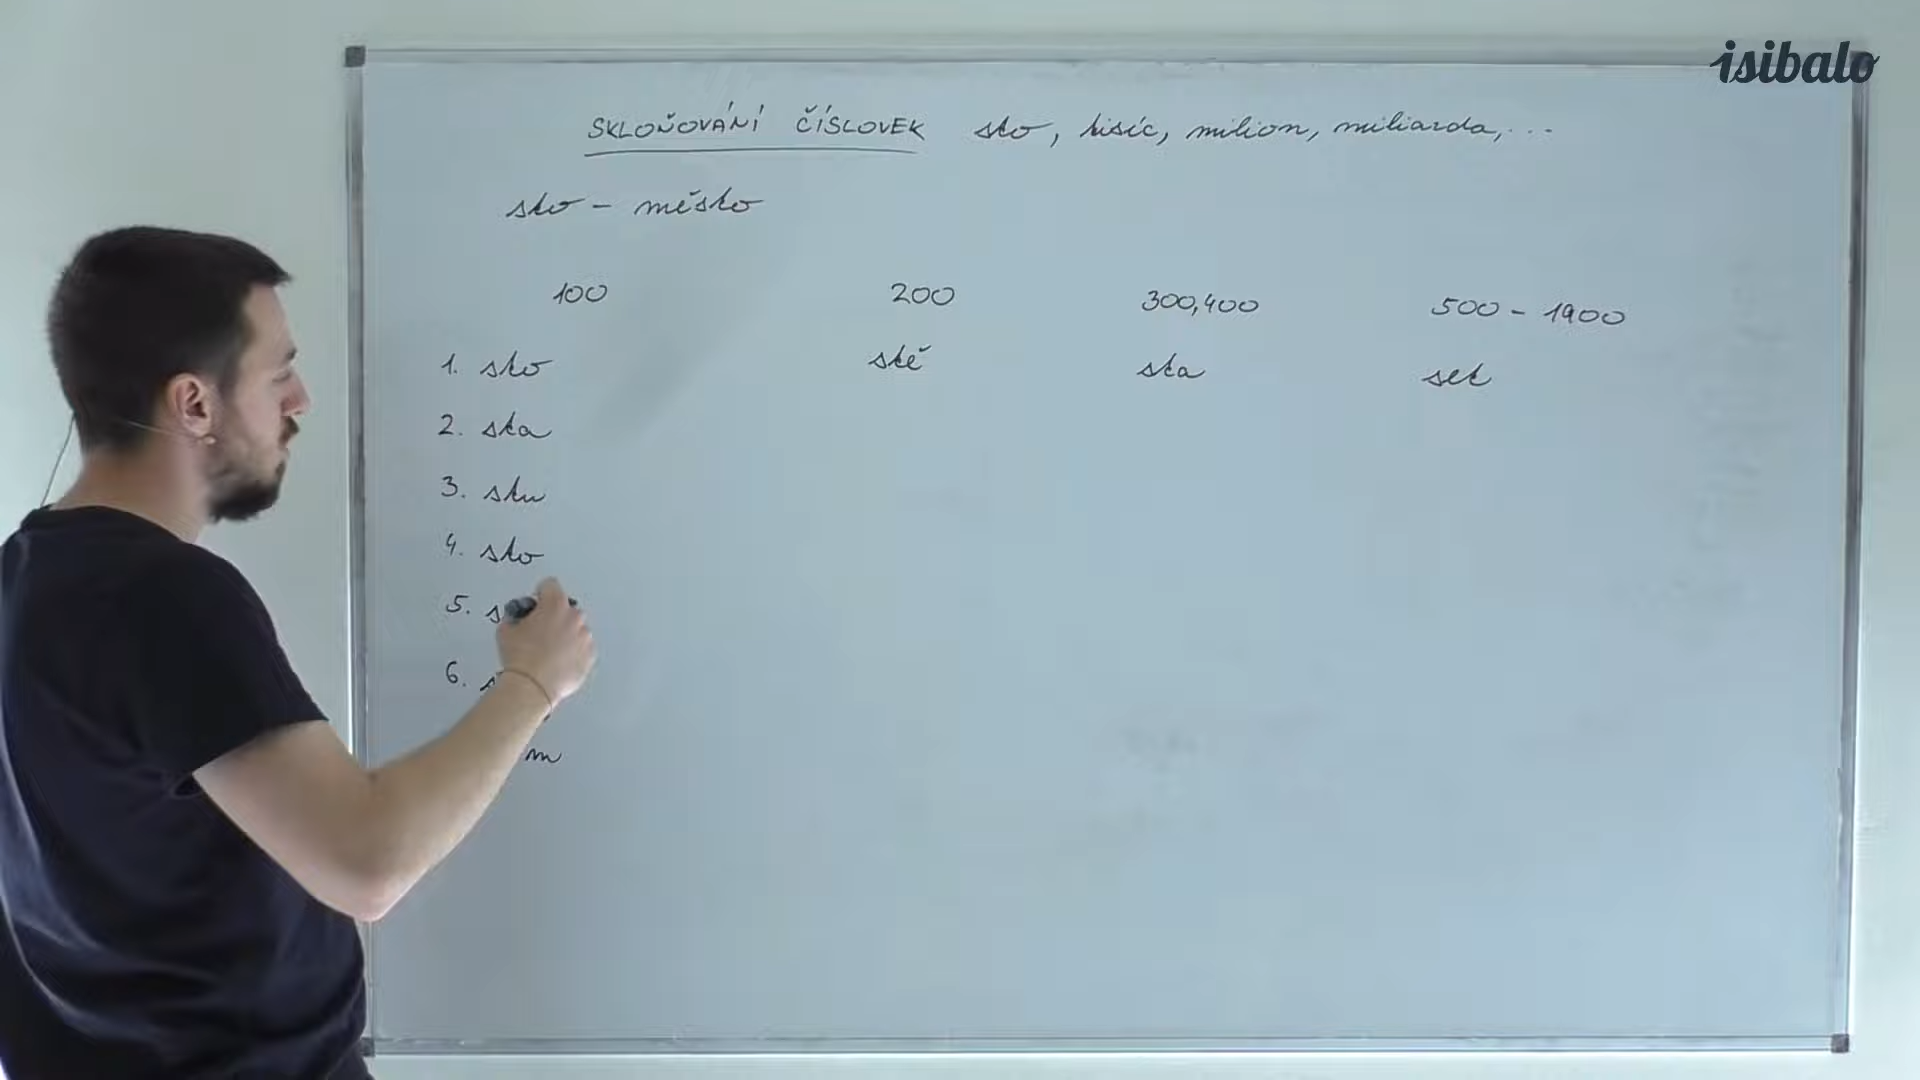 isibalo
SKLOŇOVÁNÍ ČÍSLOVEK sto, tisíc, milion, miliarda, ...
sto - město
100 200 300,400 500 - 1900
1. sto stě sta set
2. sta
3. stu
4. sto
5. s
6. s
m